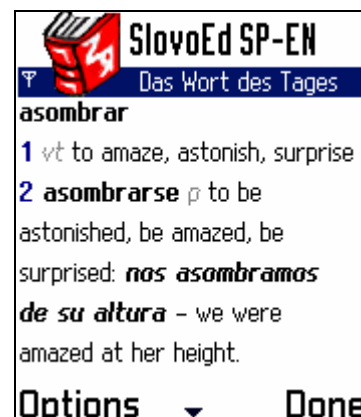 SlovoEd SP-EN
Das Wort des Tages
asombrar
1 vt to amaze, astonish, surprise
2 asombrarse p to be
astonished, be amazed, be
surprised: nos asombramos
de su altura – we were
amazed at her height.
Options Done